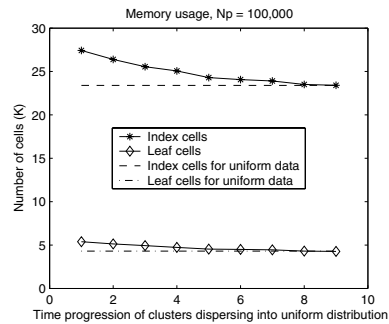 Memory usage, Np = 100,000
30
25
20
15
10
5
0
Number of cells (K)
Index cells
Leaf cells
Index cells for uniform data
Leaf cells for uniform data
0 2 4 6 8 10
Time progression of clusters dispersing into uniform distribution